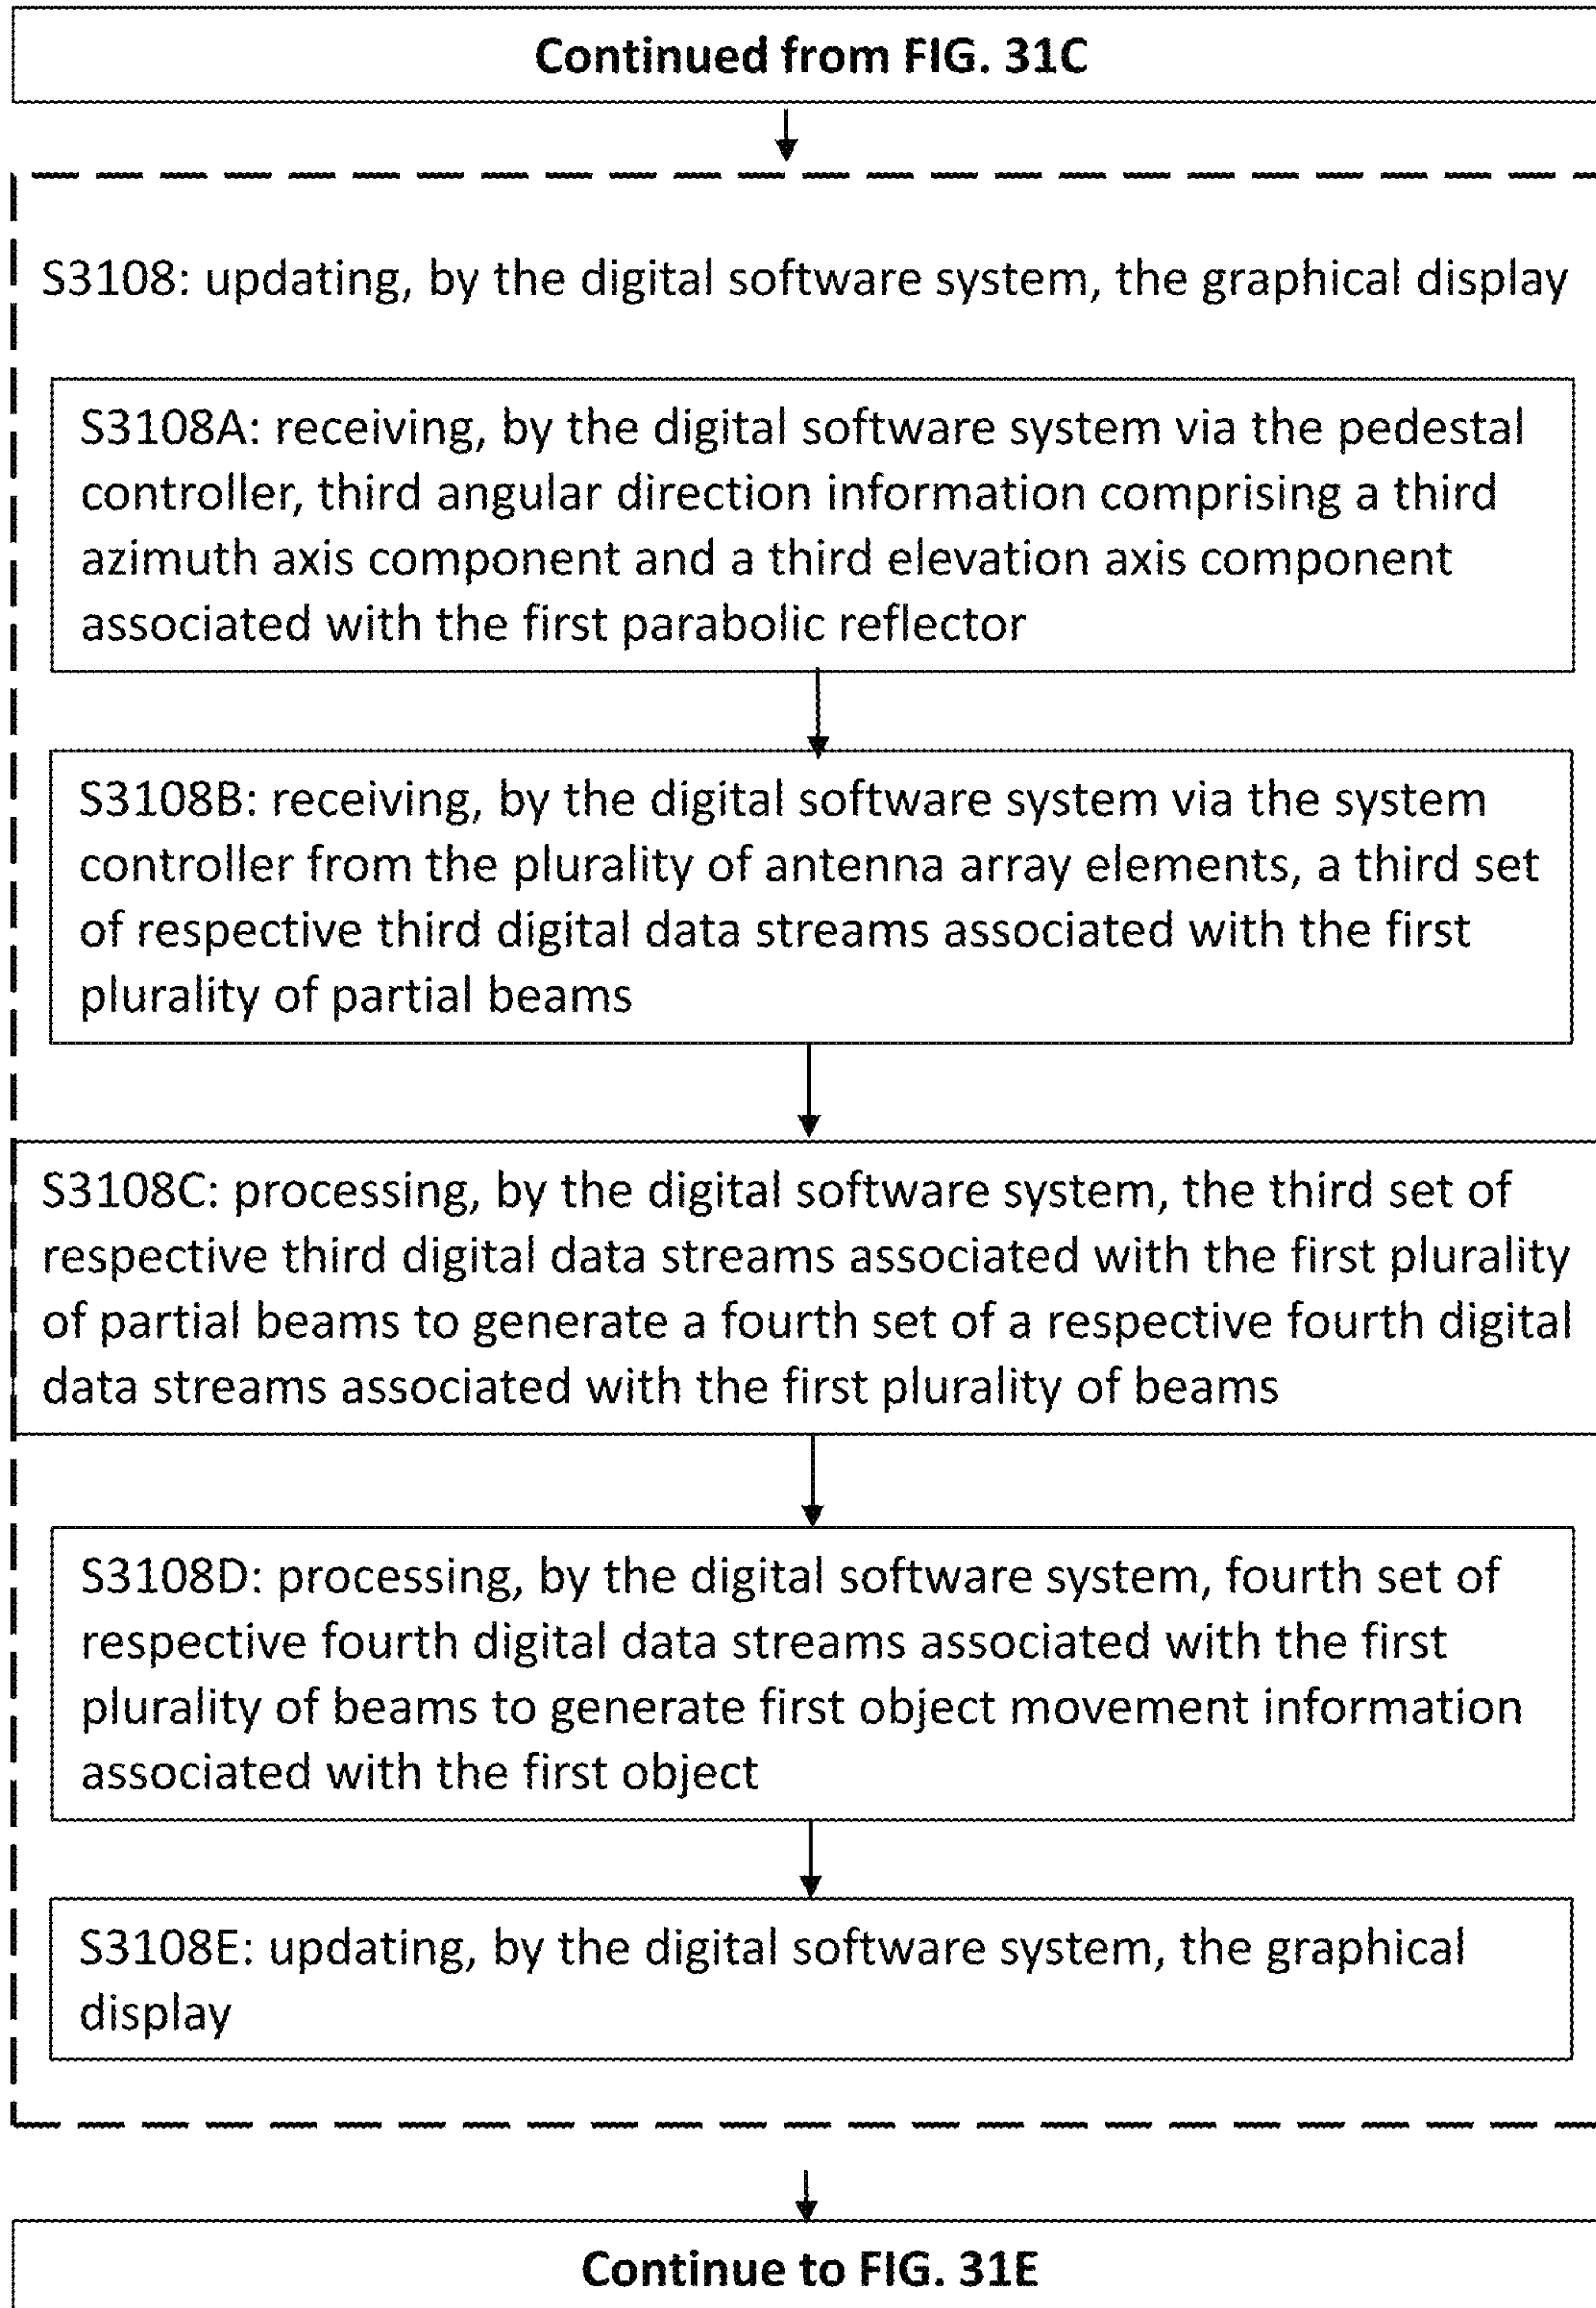 Continued from FIG. 31C
S3108: updating, by the digital software system, the graphical display
S3108A: receiving, by the digital software system via the pedestal
controller, third angular direction information comprising a third
azimuth axis component and a third elevation axis component
associated with the first parabolic reflector
S3108B: receiving, by the digital software system via the system
controller from the plurality of antenna array elements, a third set
of respective third digital data streams associated with the first
plurality of partial beams
S3108C: processing, by the digital software system, the third set of
respective third digital data streams associated with the first plurality
of partial beams to generate a fourth set of a respective fourth digital
data streams associated with the first plurality of beams
S3108D: processing, by the digital software system, fourth set of
respective fourth digital data streams associated with the first
plurality of beams to generate first object movement information
associated with the first object
S3108E: updating, by the digital software system, the graphical
display
Continue to FIG. 31E